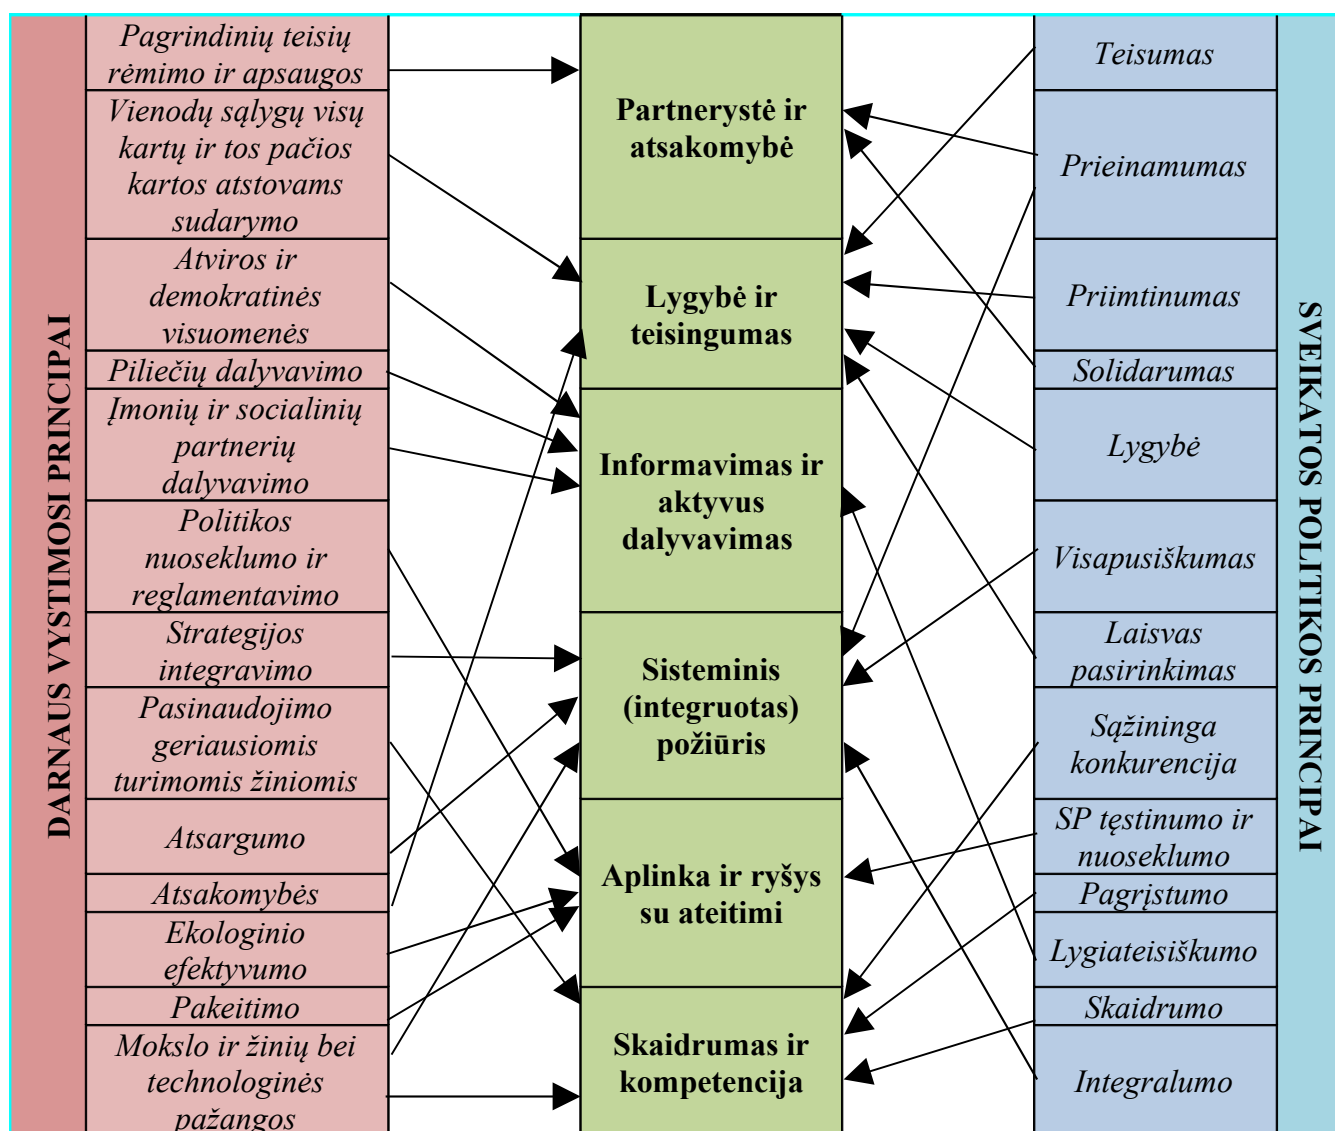 DARNAUS VYSTIMOSI PRINCIPAI
Pagrindinių teisių
rėmimo ir apsaugos
Vienodų sąlygų visų
kartų ir tos pačios
kartos atstovams
sudarymo
Atviros ir
demokratinės
visuomenės
Piliečių dalyvavimo
Įmonių ir socialinių
partnerių
dalyvavimo
Politikos
nuoseklumo ir
reglamentavimo
Strategijos
integravimo
Pasinaudojimo
geriausiomis
turimomis žiniomis
Atsargumo
Atsakomybės
Ekologinio
efektyvumo
Pakeitimo
Mokslo ir žinių bei
technologinės
pažangos
Partnerystė ir
atsakomybė
Lygybė ir
teisingumas
Informavimas ir
aktyvus
dalyvavimas
Sisteminis
(integruotas)
požiūris
Aplinka ir ryšys
su ateitimi
Skaidrumas ir
kompetencija
Teisumas
Prieinamumas
Priimtinumas
Solidarumas
Lygybė
Visapusiškumas
Laisvas
pasirinkimas
Sąžininga
konkurencija
SP tęstinumo ir
nuoseklumo
Pagrįstumo
Lygiateisiškumo
Skaidrumo
Integralumo
SVEIKATOS POLITIKOS PRINCIPAI